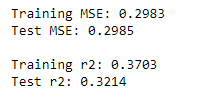 Training MSE: 0.2983
Test MSE: 0.2985
Training r2: 0.3703
Test r2: 0.3214